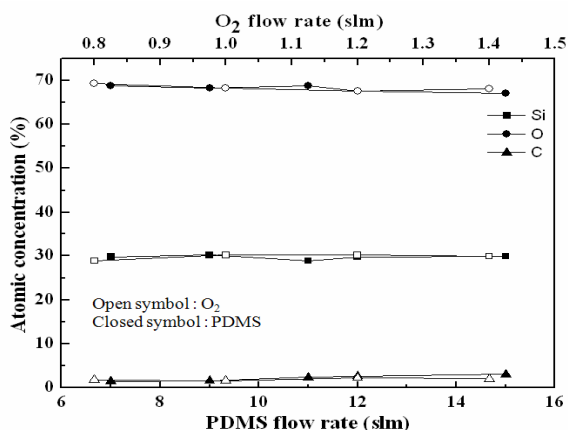 O2 flow rate (slm)
0.8 0.9 1.0 1.1 1.2 1.3 1.4 1.5
70
60
50
40
30
20
10
0
Atomic concentration (%)
Si
O
C
Open symbol : O2
Closed symbol : PDMS
6 8 10 12 14 16
PDMS flow rate (slm)